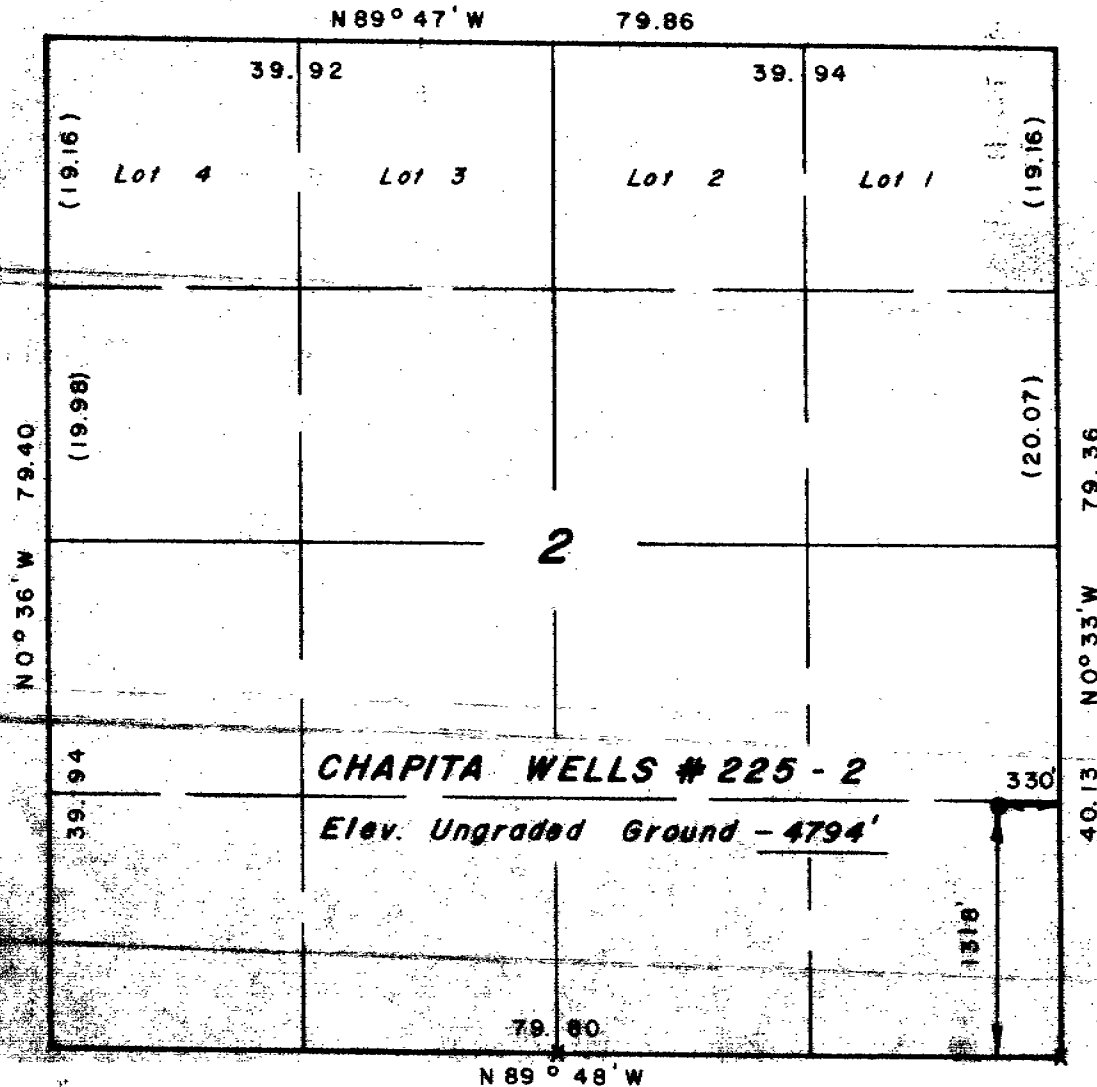 N 89° 47' W 79.86
39.92 39.94
(19.16) (19.16)
Lot 4 Lot 3 Lot 2 Lot 1
(19.98) (20.07)
N0° 36' W 79.40
N0° 33' W 79.36
2
CHAPITA WELLS # 225 - 2
330'
39.94 40.13
Elev. Ungraded Ground - 4794'
1318'
79.80
N 89° 48' W